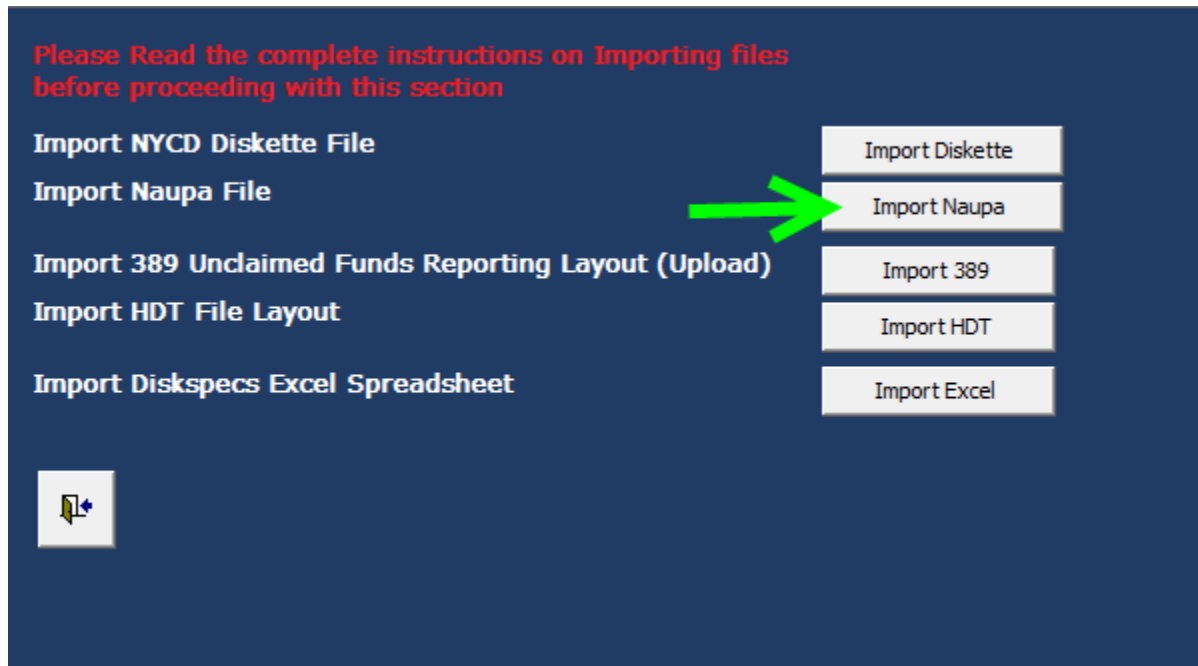 Please Read the complete instructions on Importing files
before proceeding with this section
Import NYCD Diskette File
Import Diskette
Import Naupa File
Import Naupa
Import 389 Unclaimed Funds Reporting Layout (Upload)
Import 389
Import HDT File Layout
Import HDT
Import Diskspecs Excel Spreadsheet
Import Excel